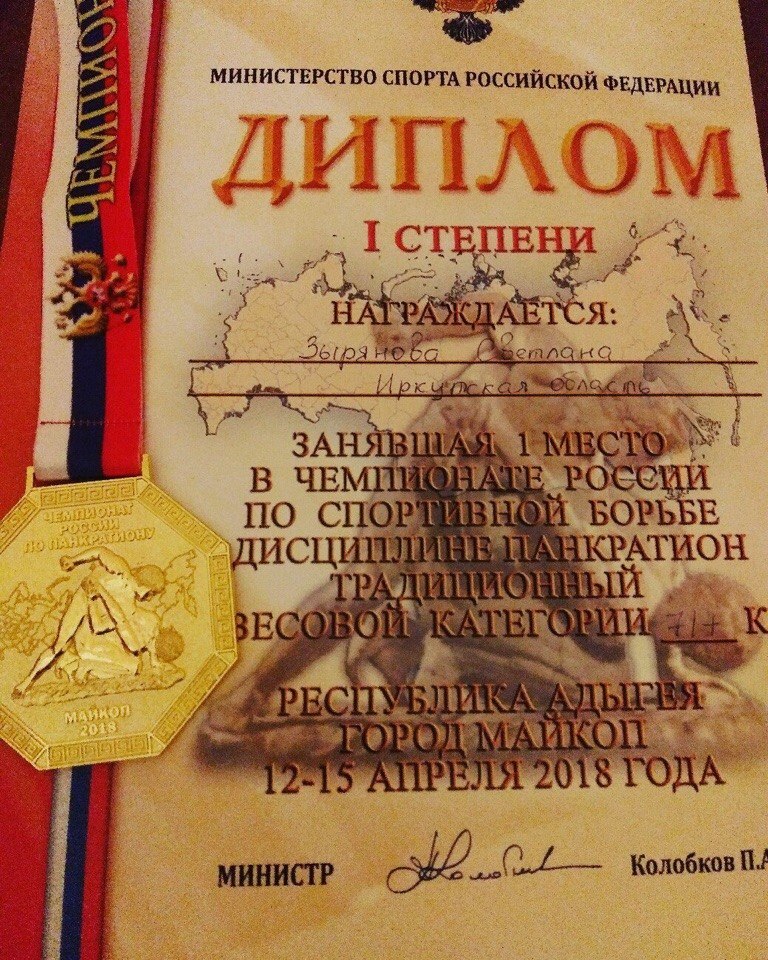 ЧЕМПИОН
МИНИСТЕРСТВО СПОРТА РОССИЙСКОЙ ФЕДЕРАЦИИ
ДИПЛОМ
I СТЕПЕНИ
НАГРАЖДАЕТСЯ:
Зырянова Светлана
Иркутская область
ЗАНЯВШАЯ 1 МЕСТО
В ЧЕМПИОНАТЕ РОССИИ
ПО СПОРТИВНОЙ БОРЬБЕ
ДИСЦИПЛИНЕ ПАНКРАТИОН
ТРАДИЦИОННЫЙ
ВЕСОВОЙ КАТЕГОРИИ К
РЕСПУБЛИКА АДЫГЕЯ
ГОРОД МАЙКОП
12-15 АПРЕЛЯ 2018 ГОДА
МИНИСТР Колобков П.А
ЧЕМПИОНАТ
РОССИИ
ПО ПАНКРАТИОНУ
МАЙКОП
2018